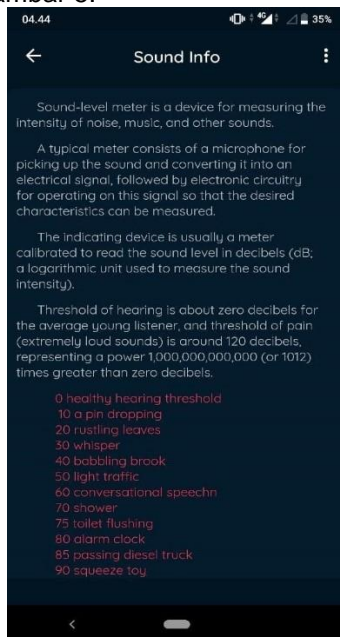 04.44
4G
35%
Sound Info
Sound-level meter is a device for measuring the
intensity of noise, music, and other sounds.
A typical meter consists of a microphone for
picking up the sound and converting it into an
electrical signal, followed by electronic circuitry
for operating on this signal so that the desired
characteristics can be measured.
The indicating device is usually a meter
calibrated to read the sound level in decibels (dB;
a logarithmic unit used to measure the sound
intensity).
Threshold of hearing is about zero decibels for
the average young listener, and threshold of pain
(extremely loud sounds) is around 120 decibels,
representing a power 1,000,000,000,000 (or 1012)
times greater than zero decibels.
0 healthy hearing threshold
10 a pin dropping
20 rustling leaves
30 whisper
40 babbling brook
50 light traffic
60 conversational speechn
70 shower
75 toilet flushing
80 alarm clock
85 passing diesel truck
90 squeeze toy